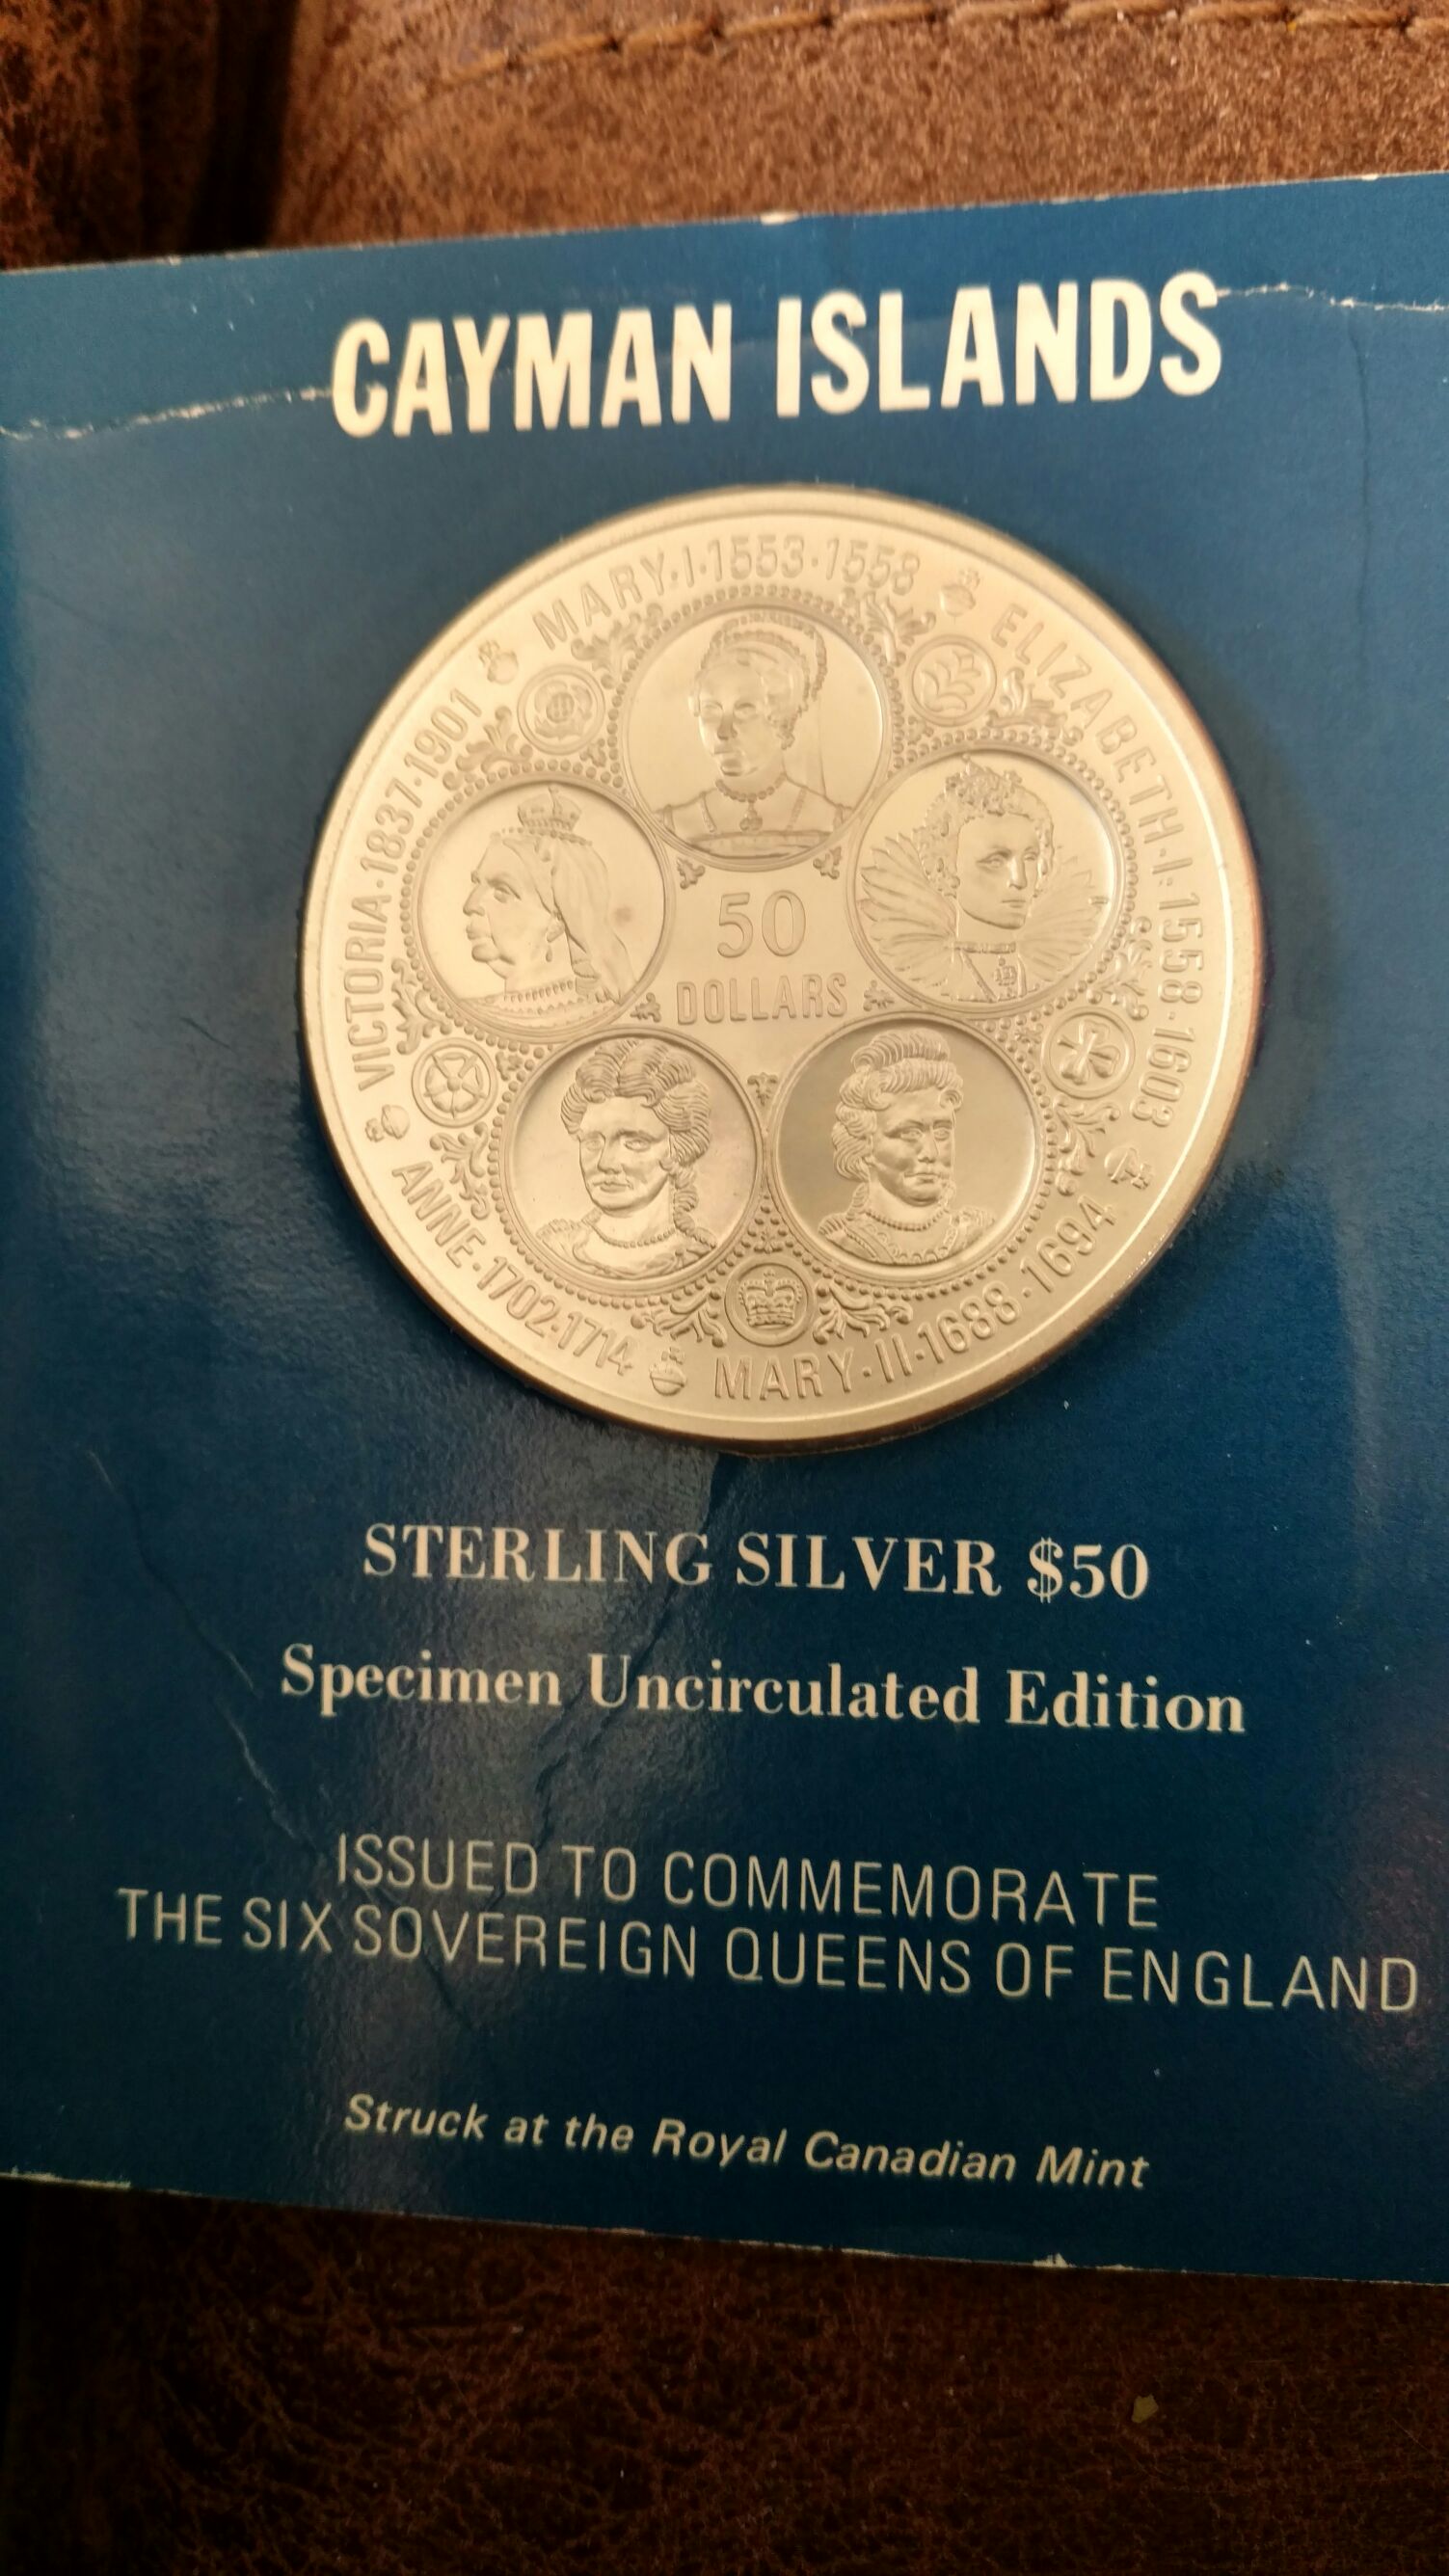 CAYMAN ISLANDS
MARY·I·1553·1558
ELIZABETH·I·1558·1603
MARY·II·1688·1694
ANNE·1702·1714
VICTORIA·1837·1901
50
DOLLARS
STERLING SILVER $50
Specimen Uncirculated Edition
ISSUED TO COMMEMORATE
THE SIX SOVEREIGN QUEENS OF ENGLAND
Struck at the Royal Canadian Mint